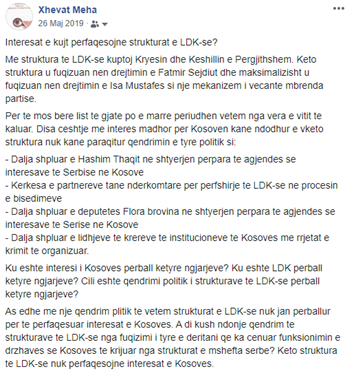 Xhevat Meha
26 Maj 2019
Interesat e kujt perfaqesojne strukturat e LDK-se?
Me struktura te LDK-se kuptoj Kryesin dhe Keshillin e Pergjithshem. Keto
struktura u fuqizuan nen drejtimin e Fatmir Sejdiut dhe maksimalizisht u
fuqizuan nen drejtimin e Isa Mustafes si nje mekanizem i vecante mbrenda
partise.
Per te mos bere liste te gjate po e marre periudhen vetem nga vera e vitit te
kaluar. Disa ceshtje me interes madhor per Kosoven kane ndodhur e vketo
struktura nuk kane paraqitur qendrimin e tyre politik si:
- Dalja shpluar e Hashim Thaqit ne shtyerjen perpara te agjendes se
interesave te Serbise ne Kosove
- Kerkesa e partnereve tane nderkomtare per perfshirje te LDK-se ne procesin
e bisedimeve
- Dalja shpluar e deputetes Flora brovina ne shtyerjen perpara te agjendes te
interesave te Serise ne Kosove
- Dalja shpluar e lidhjeve te krereve te institucioneve te Kosoves me rrjetat e
krimit te organizuar.
Ku eshte interesi i Kosoves perball ketyre ngjarjeve? Ku eshte LDK perball
ketyre ngjarjeve? Cili eshte qendrimi politik i strukturave te LDK-se perball
ketyre ngjarjeve?
As edhe me nje qendrim plitik te vetem strukturat e LDK-se nuk jan perballur
per te perfaqesuar interesat e Kosoves. A di kush ndonje qendrim te
strukturave te LDK-se nga fuqizimi i tyre e deritani qe ka cenuar funksionimin e
drzhaves se Kosoves te krijuar nga strukturat e mshefta serbe? Keto struktura
te LDK-se nuk perfaqesojne interesat e Kosoves.